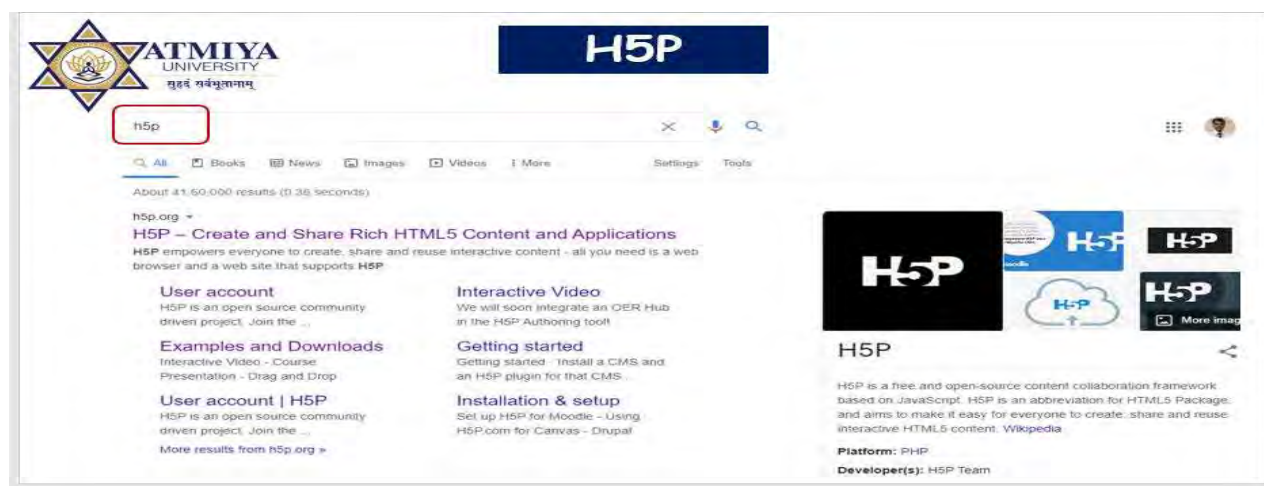 ATMIYA
UNIVERSITY
सुहृदं सर्वभूतानाम्
H5P
h5p
All Books News Images Videos More Settings Tools
About 41,60,000 results (0.36 seconds)
h5p.org
H5P – Create and Share Rich HTML5 Content and Applications
H5P empowers everyone to create, share and reuse interactive content - all you need is a web
browser and a web site that supports H5P
User account
H5P is an open source community
driven project. Join the ...
Interactive Video
We will soon integrate an OER Hub
in the H5P Authoring tool!
Examples and Downloads
Interactive Video - Course
Presentation - Drag and Drop
Getting started
Getting started - Install a CMS and
an H5P plugin for that CMS
User account | H5P
H5P is an open source community
driven project. Join the ...
Installation & setup
Set up H5P for Moodle - Using
H5P.com for Canvas - Drupal
More results from h5p.org »
H5P
H5P
H5P
H-P
H5P
More imag
H5P
H5P is a free and open-source content collaboration framework
based on JavaScript. H5P is an abbreviation for HTML5 Package,
and aims to make it easy for everyone to create, share and reuse
interactive HTML5 content. Wikipedia
Platform: PHP
Developer(s): H5P Team